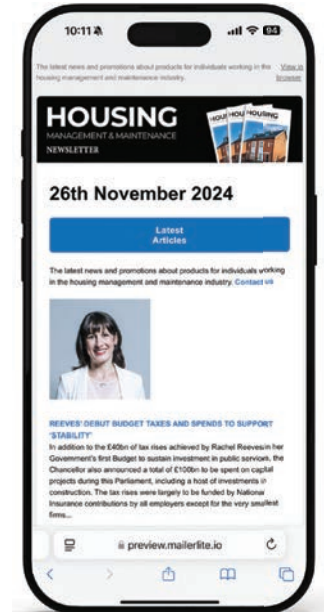 10:11
94
The latest news and promotions about products for individuals working in the View in
housing management and maintenance industry. browser
HOUSING
MANAGEMENT & MAINTENANCE
NEWSLETTER
HOUSING
26th November 2024
Latest
Articles
The latest news and promotions about products for individuals working
in the housing management and maintenance industry. Contact us
REEVES' DEBUT BUDGET TAXES AND SPENDS TO SUPPORT
'STABILITY'
In addition to the £40bn of tax rises achieved by Rachel Reevesin her
Government's first Budget to sustain investment in public services, the
Chancellor also announced a total of £100bn to be spent on capital
projects during this Parliament, including a host of investments in
construction. The tax rises were largely to be funded by National
Insurance contributions by all employers except for the very smallest
firms...
preview.mailerlite.io